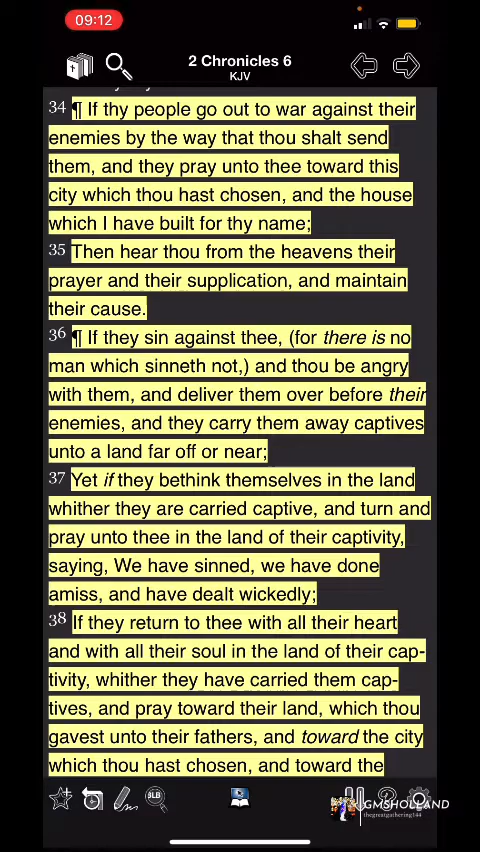 09:12
2 Chronicles 6
KJV
34 ¶ If thy people go out to war against their
enemies by the way that thou shalt send
them, and they pray unto thee toward this
city which thou hast chosen, and the house
which I have built for thy name;
35 Then hear thou from the heavens their
prayer and their supplication, and maintain
their cause.
36 ¶ If they sin against thee, (for there is no
man which sinneth not,) and thou be angry
with them, and deliver them over before their
enemies, and they carry them away captives
unto a land far off or near;
37 Yet if they bethink themselves in the land
whither they are carried captive, and turn and
pray unto thee in the land of their captivity,
saying, We have sinned, we have done
amiss, and have dealt wickedly;
38 If they return to thee with all their heart
and with all their soul in the land of their cap-
tivity, whither they have carried them cap-
tives, and pray toward their land, which thou
gavest unto their fathers, and toward the city
which thou hast chosen, and toward the
SLB
GMSHOLLAND
thegreatgathering144